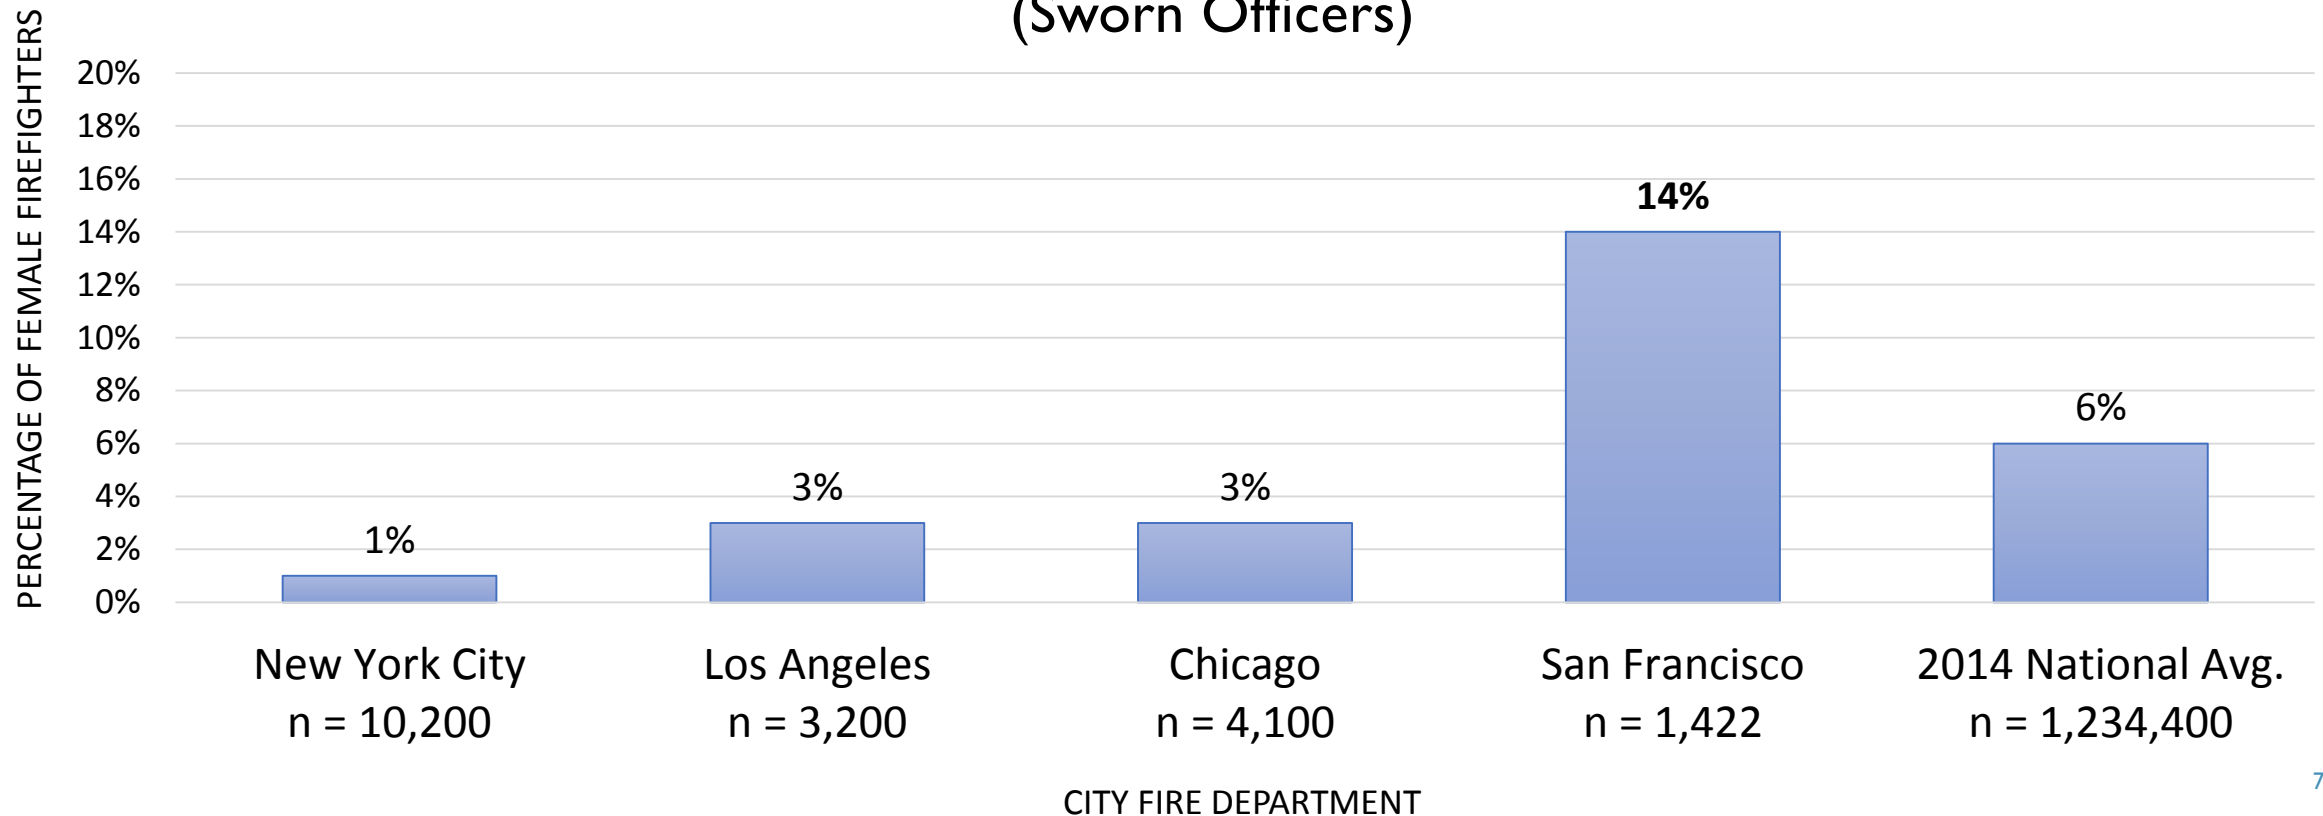 (Sworn Officers)
PERCENTAGE OF FEMALE FIREFIGHTERS
20%
18%
16%
14%
12%
10%
8%
6%
4%
2%
0%
1%
3%
3%
14%
6%
New York City
n = 10,200
Los Angeles
n = 3,200
Chicago
n = 4,100
San Francisco
n = 1,422
2014 National Avg.
n = 1,234,400
CITY FIRE DEPARTMENT
7